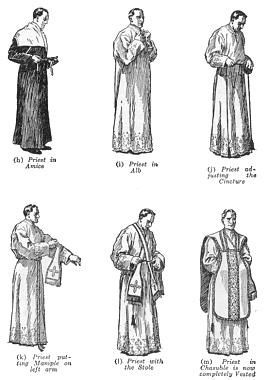 (h) Priest in
Amice
(i) Priest in
Alb
(j) Priest ad-
justing the
Cincture
(k) Priest put-
ting Maniple on
left arm
(l) Priest with
the Stole
(m) Priest in
Chasuble is now
completely Vested